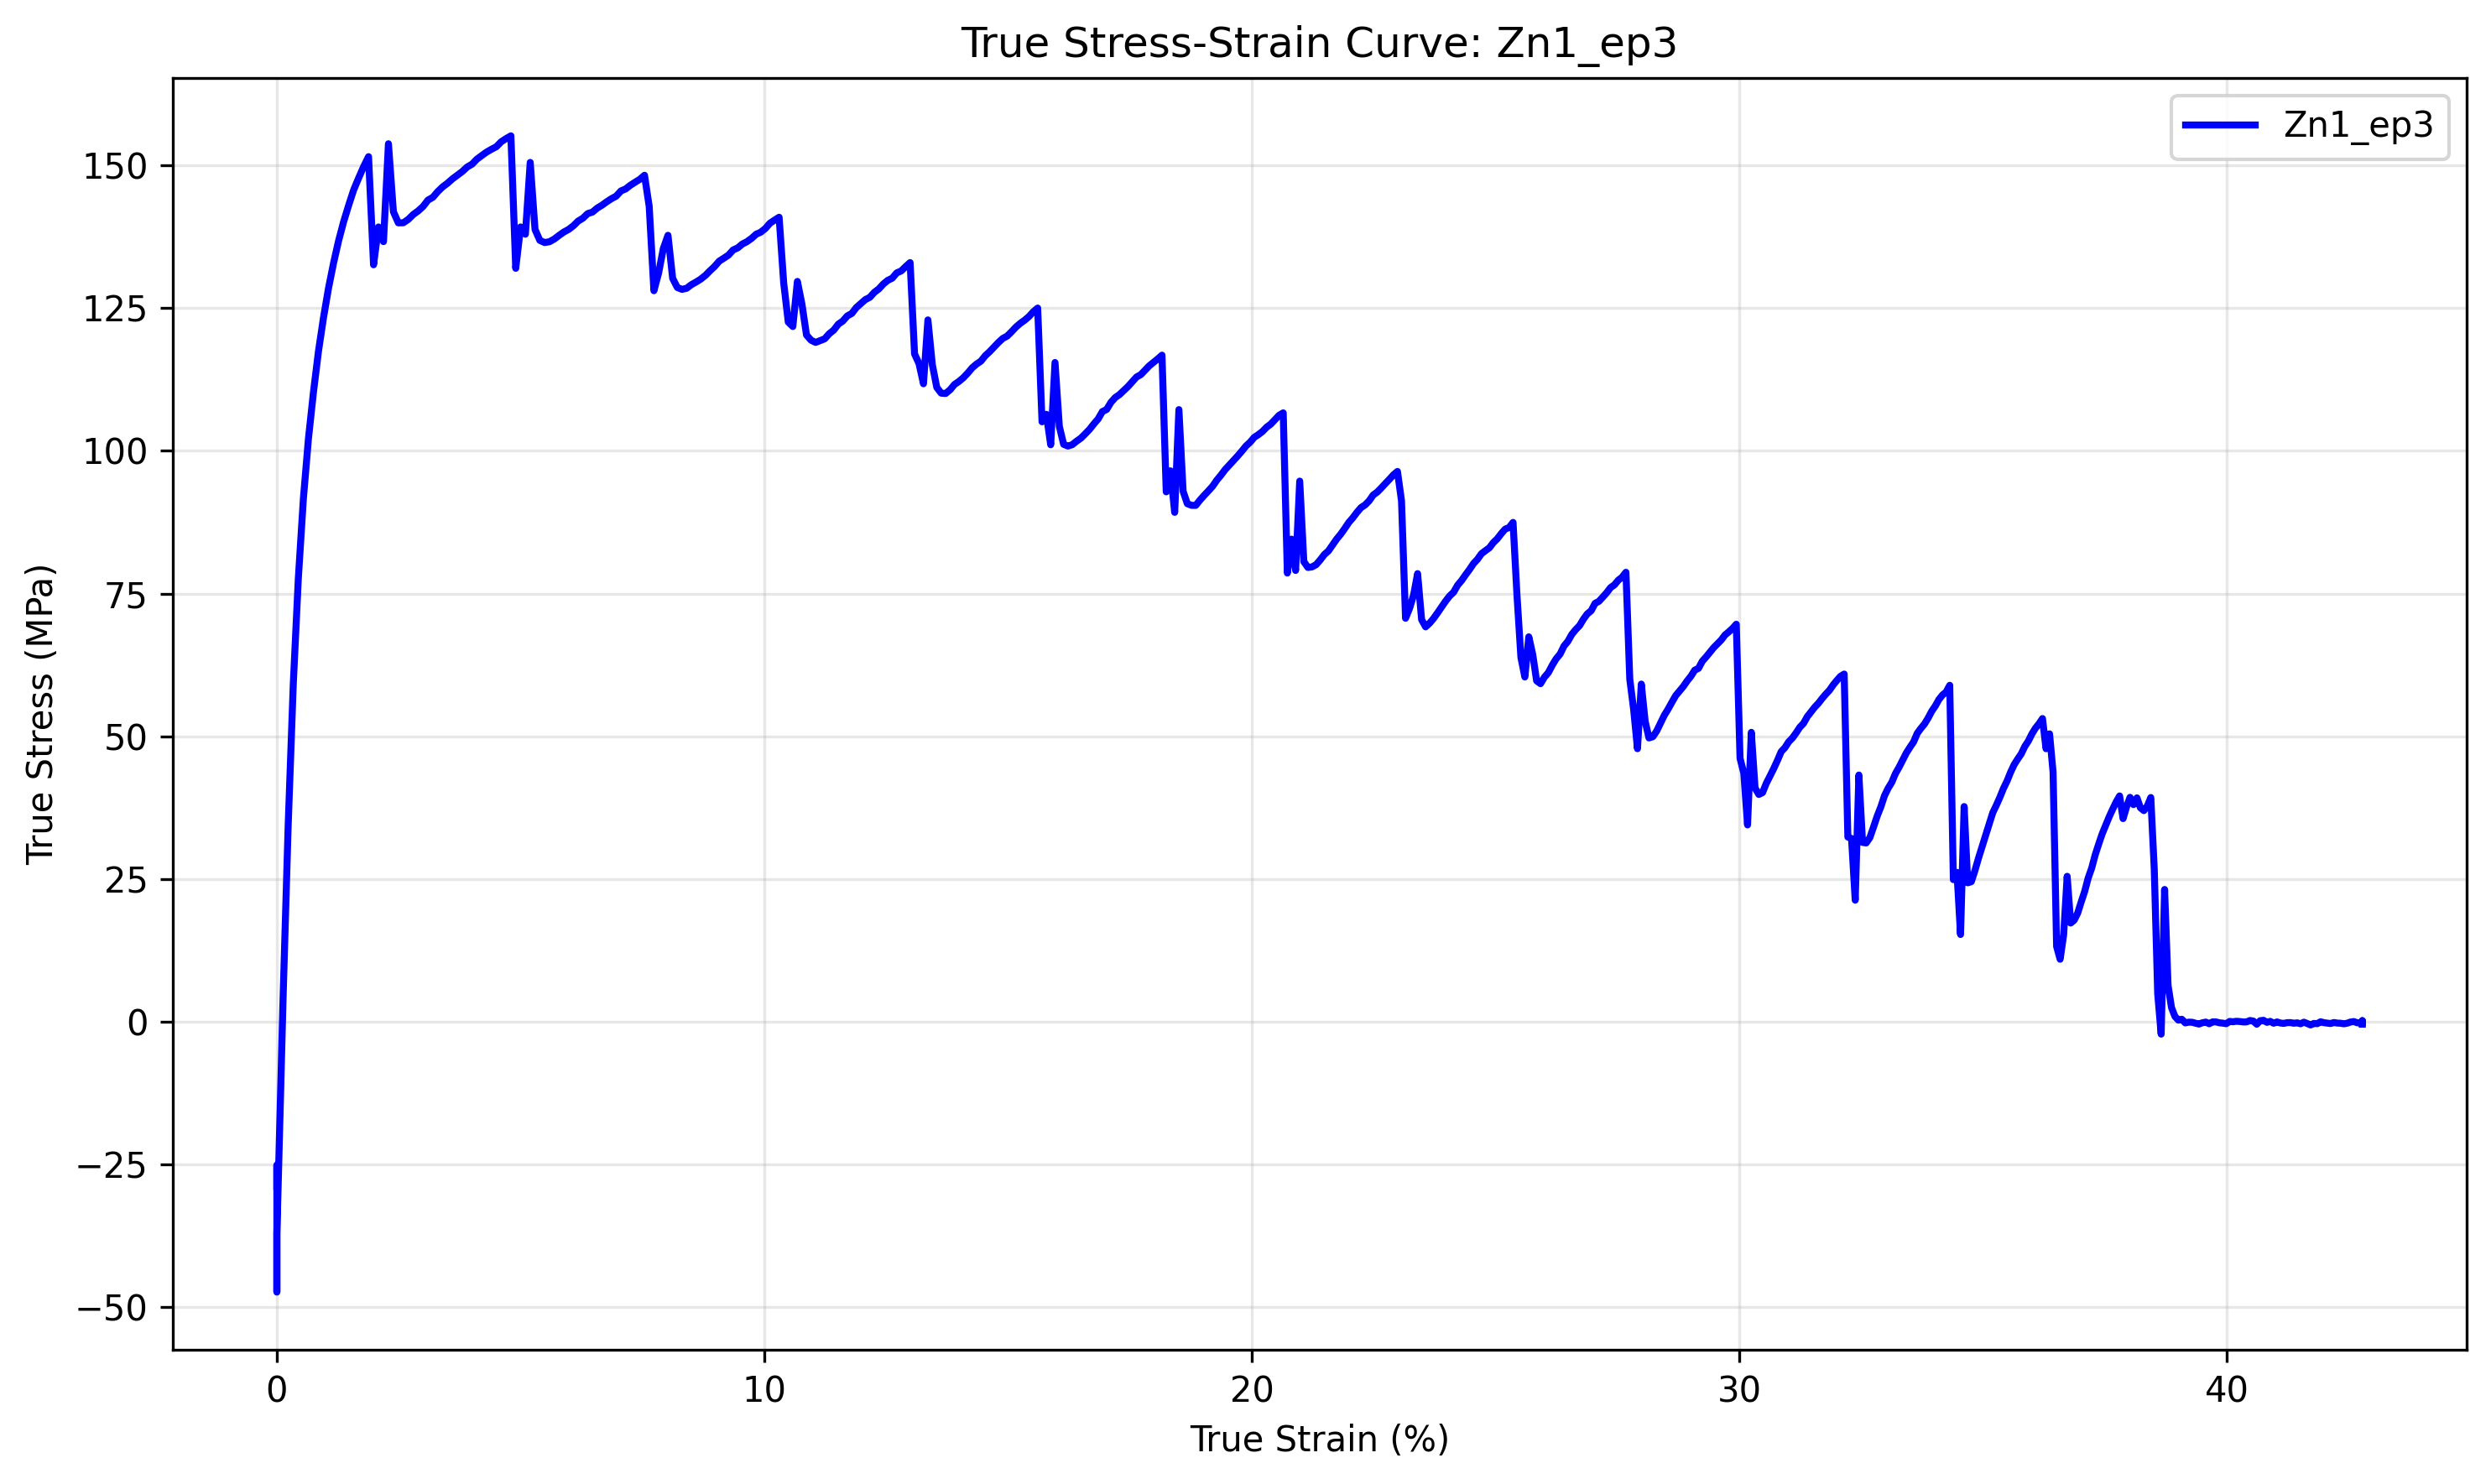 True Stress-Strain Curve: Zn1_ep3
Zn1_ep3
150
125
100
75
50
25
0
−25
−50
True Stress (MPa)
0 10 20 30 40
True Strain (%)